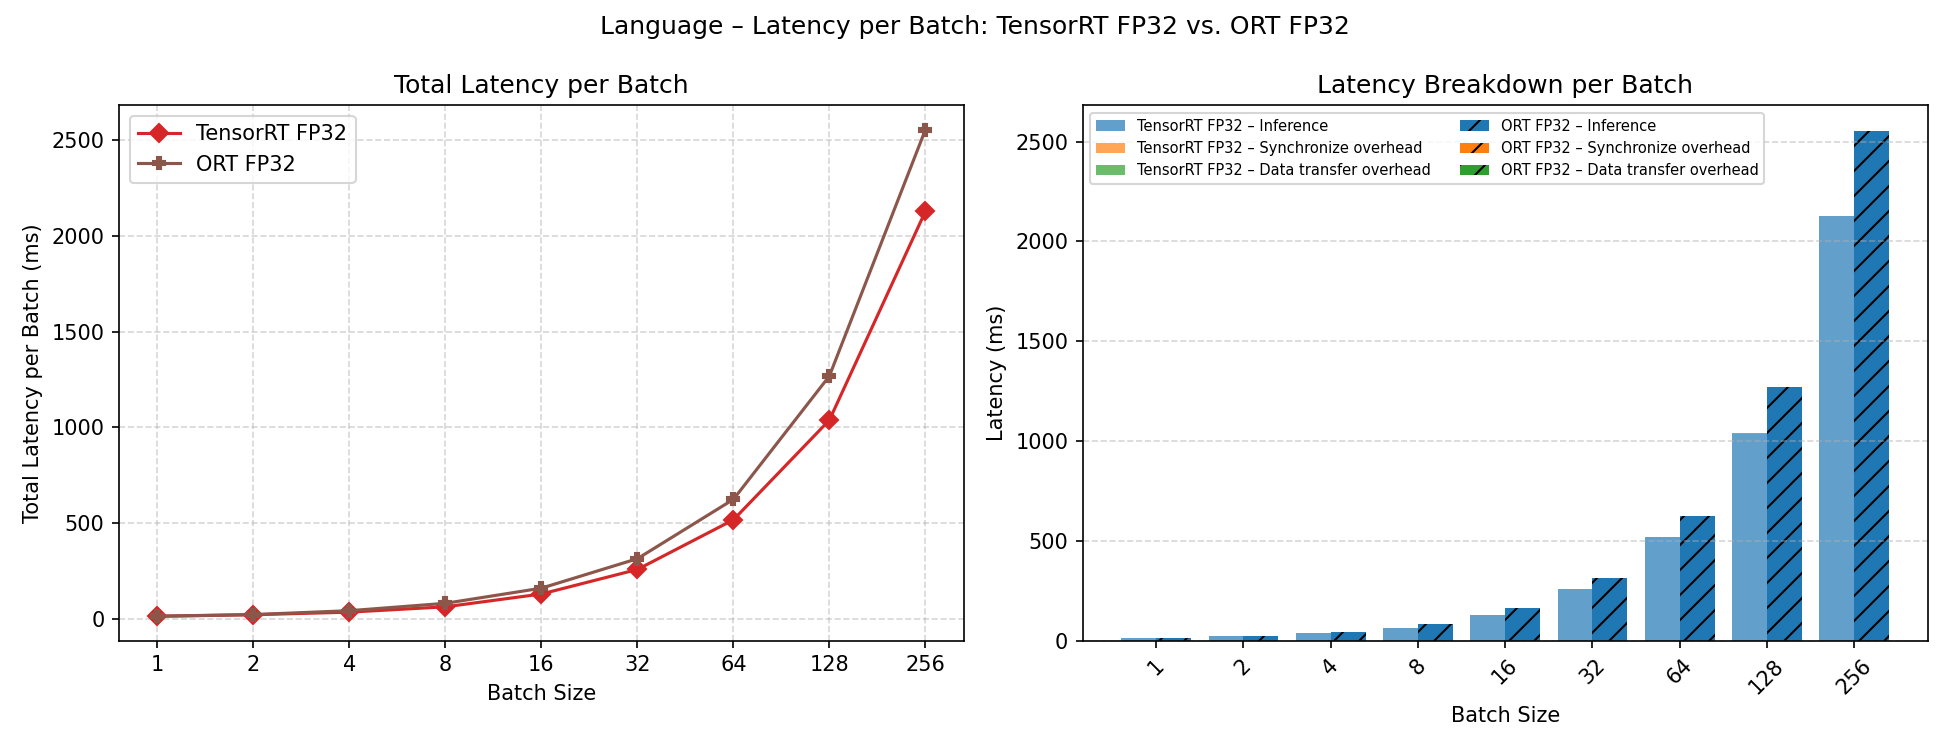 Language – Latency per Batch: TensorRT FP32 vs. ORT FP32
Total Latency per Batch
TensorRT FP32
ORT FP32
Total Latency per Batch (ms)
2500
2000
1500
1000
500
0
1 2 4 8 16 32 64 128 256
Batch Size
Latency Breakdown per Batch
TensorRT FP32 – Inference
TensorRT FP32 – Synchronize overhead
TensorRT FP32 – Data transfer overhead
ORT FP32 – Inference
ORT FP32 – Synchronize overhead
ORT FP32 – Data transfer overhead
Latency (ms)
2500
2000
1500
1000
500
0
1 2 4 8 16 32 64 128 256
Batch Size